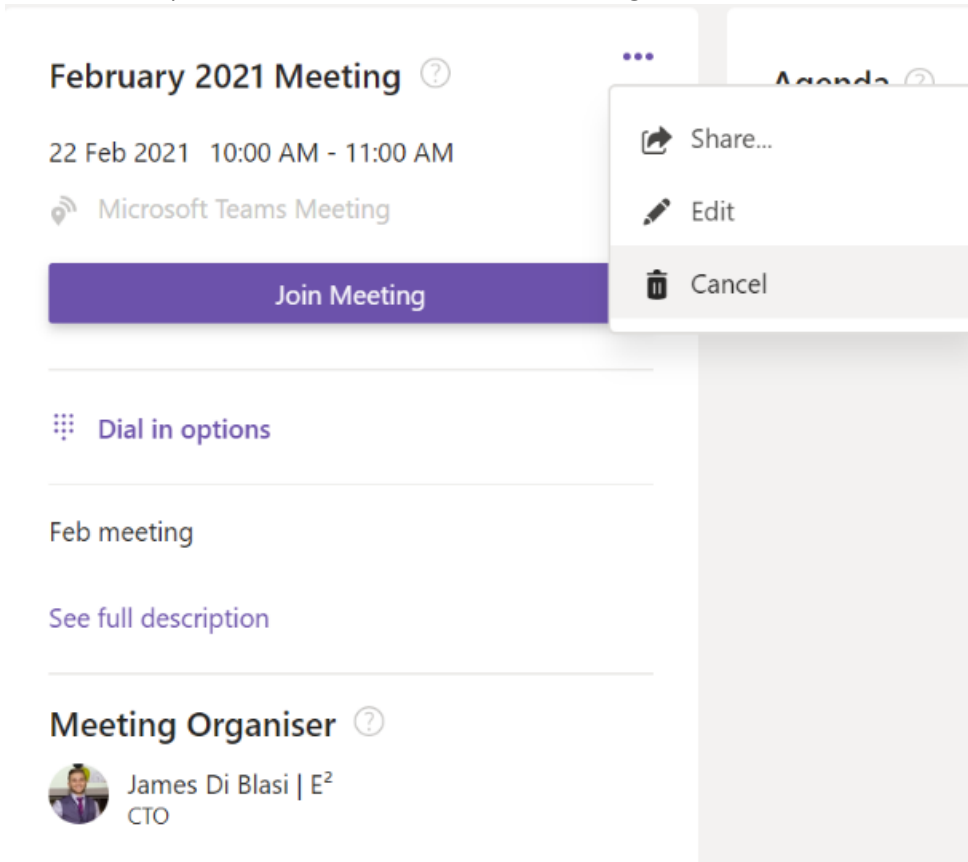 February 2021 Meeting
Agenda
22 Feb 2021 10:00 AM - 11:00 AM
Share...
Microsoft Teams Meeting
Edit
Join Meeting
Cancel
Dial in options
Feb meeting
See full description
Meeting Organiser
James Di Blasi | E²
CTO